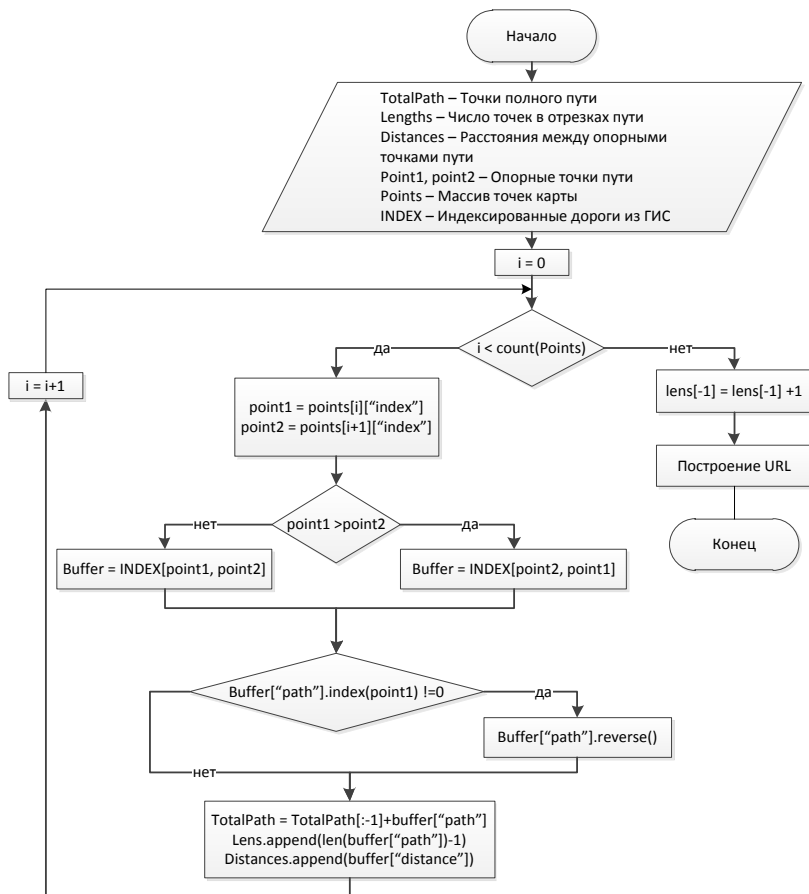 Начало
TotalPath – Точки полного пути
Lengths – Число точек в отрезках пути
Distances – Расстояния между опорными
точками пути
Point1, point2 – Опорные точки пути
Points – Массив точек карты
INDEX – Индексированные дороги из ГИС
i = 0
i < count(Points)
да
нет
i = i+1
point1 = points[i][“index”]
point2 = points[i+1][“index”]
lens[-1] = lens[-1] +1
Построение URL
Конец
point1 >point2
нет
да
Buffer = INDEX[point1, point2]
Buffer = INDEX[point2, point1]
Buffer[“path”].index(point1) !=0
да
Buffer[“path”].reverse()
нет
TotalPath = TotalPath[:-1]+buffer[“path”]
Lens.append(len(buffer[“path”])-1)
Distances.append(buffer[“distance”])